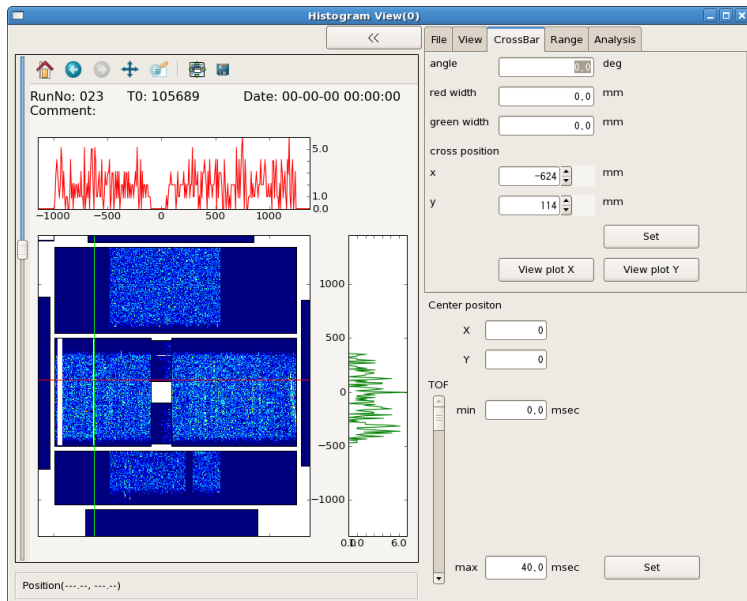 Histogram View(0)
<<
File View CrossBar Range Analysis
RunNo: 023 T0: 105689 Date: 00-00-00 00:00:00
Comment:
5.0
1.0
0.0
−1000 −500 0 500 1000
1000
500
0
−500
−1000
6.0
Position(---.--, ---.--)
angle 0.0 deg
red width 0.0 mm
green width 0.0 mm
cross position
x -624 mm
y 114 mm
Set
View plot X View plot Y
Center positon
X 0
Y 0
TOF
min 0.0 msec
max 40.0 msec Set